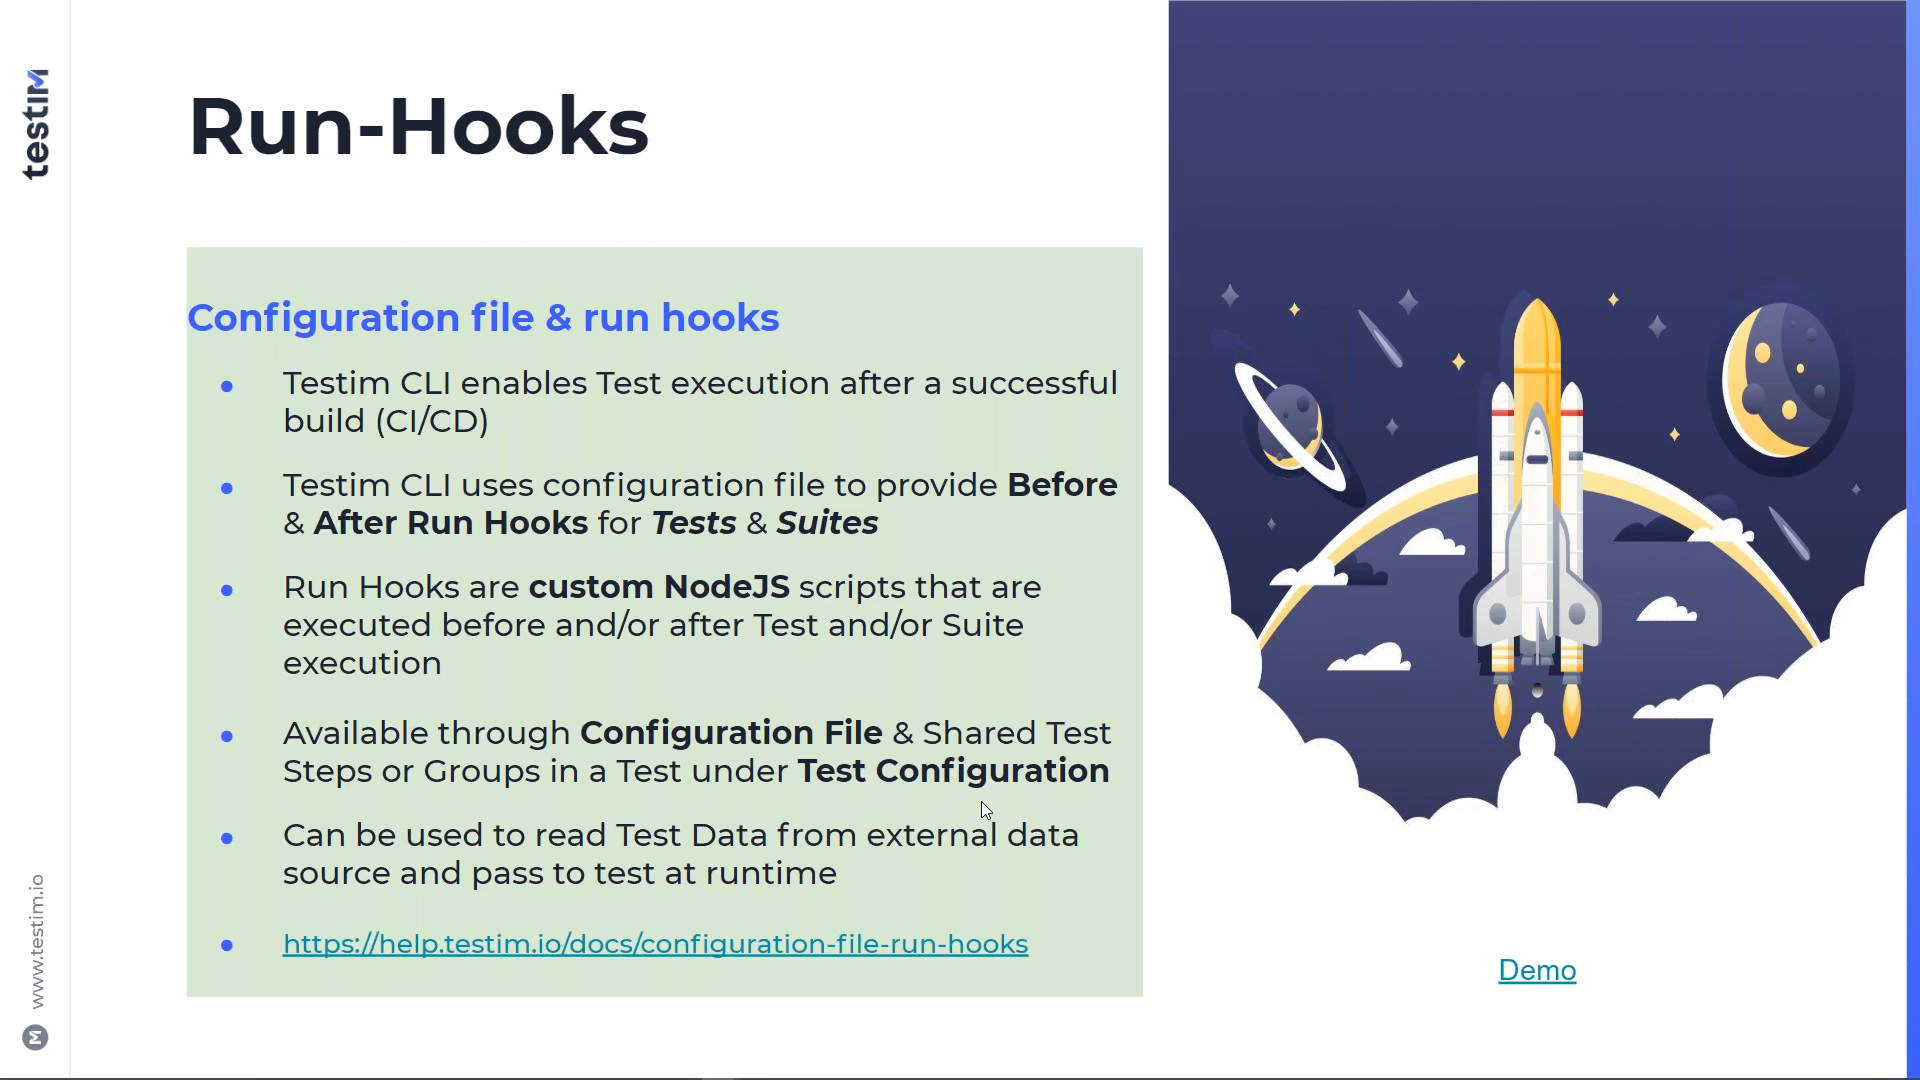 testim
Run-Hooks
Configuration file & run hooks
Testim CLI enables Test execution after a successful
build (CI/CD)
Testim CLI uses configuration file to provide Before
& After Run Hooks for Tests & Suites
Run Hooks are custom NodeJS scripts that are
executed before and/or after Test and/or Suite
execution
Available through Configuration File & Shared Test
Steps or Groups in a Test under Test Configuration
Can be used to read Test Data from external data
source and pass to test at runtime
https://help.testim.io/docs/configuration-file-run-hooks
Demo
www.testim.io